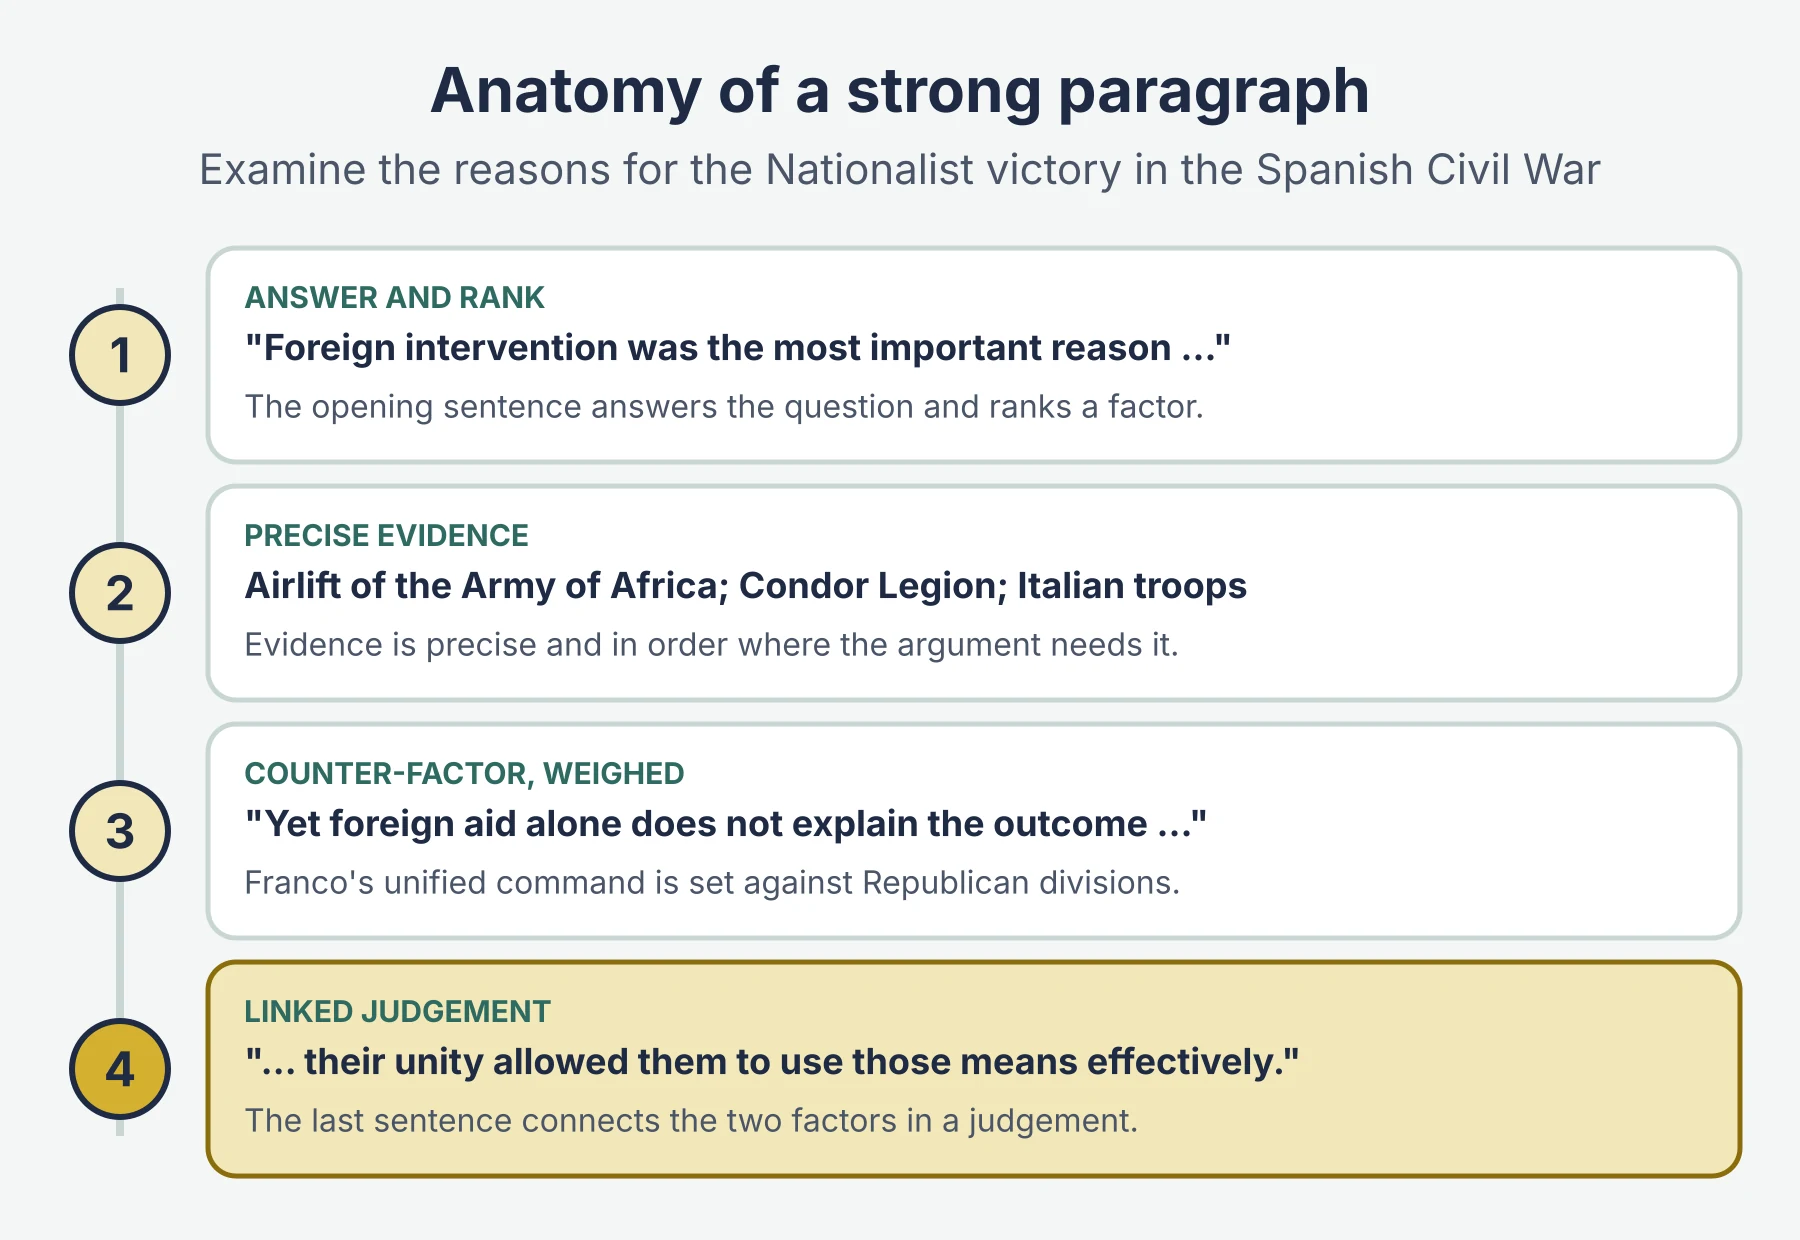 Anatomy of a strong paragraph
Examine the reasons for the Nationalist victory in the Spanish Civil War
1
ANSWER AND RANK
"Foreign intervention was the most important reason ..."
The opening sentence answers the question and ranks a factor.
2
PRECISE EVIDENCE
Airlift of the Army of Africa; Condor Legion; Italian troops
Evidence is precise and in order where the argument needs it.
3
COUNTER-FACTOR, WEIGHED
"Yet foreign aid alone does not explain the outcome ..."
Franco's unified command is set against Republican divisions.
4
LINKED JUDGEMENT
"... their unity allowed them to use those means effectively."
The last sentence connects the two factors in a judgement.